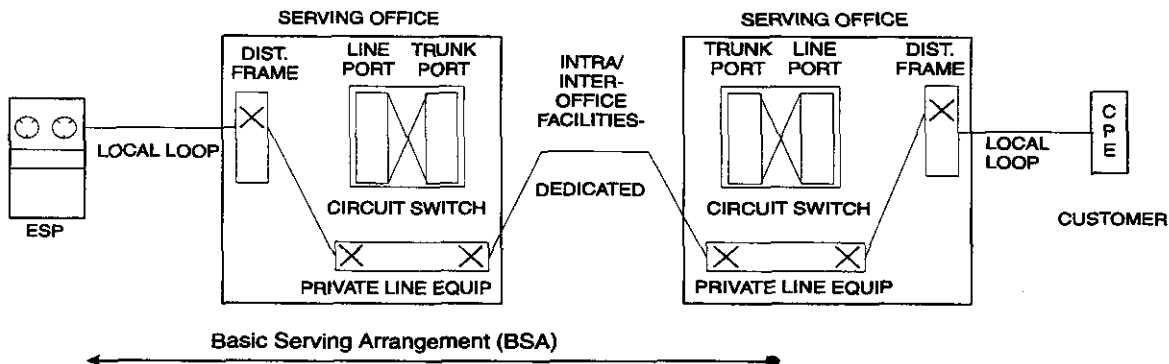 SERVING OFFICE
DIST.
FRAME
LINE
PORT
TRUNK
PORT
CIRCUIT SWITCH
PRIVATE LINE EQUIP
LOCAL LOOP
ESP
INTRA/
INTER-
OFFICE
FACILITIES-
DEDICATED
SERVING OFFICE
TRUNK
PORT
LINE
PORT
DIST.
FRAME
CIRCUIT SWITCH
PRIVATE LINE EQUIP
LOCAL
LOOP
C
P
E
CUSTOMER
Basic Serving Arrangement (BSA)